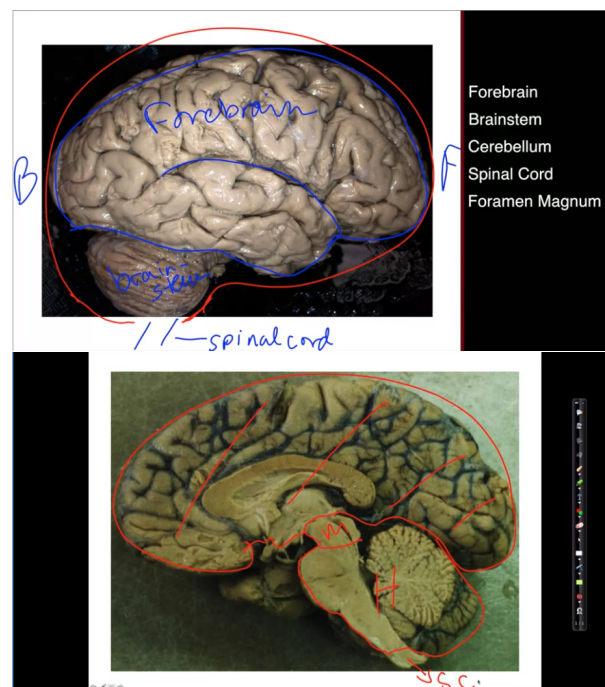 Forebrain
Forebrain
Brainstem
Cerebellum
Spinal Cord
Foramen Magnum
B
F
brain-
stem
spinal cord
M
H